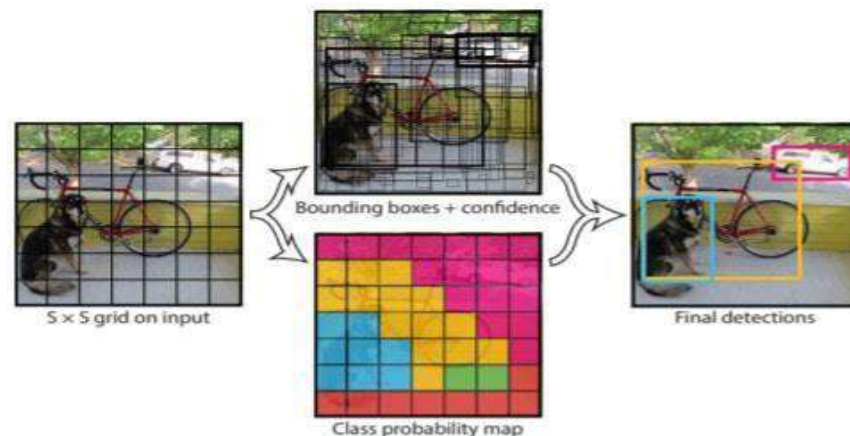 Bounding boxes + confidence
S × S grid on input
Final detections
Class probability map